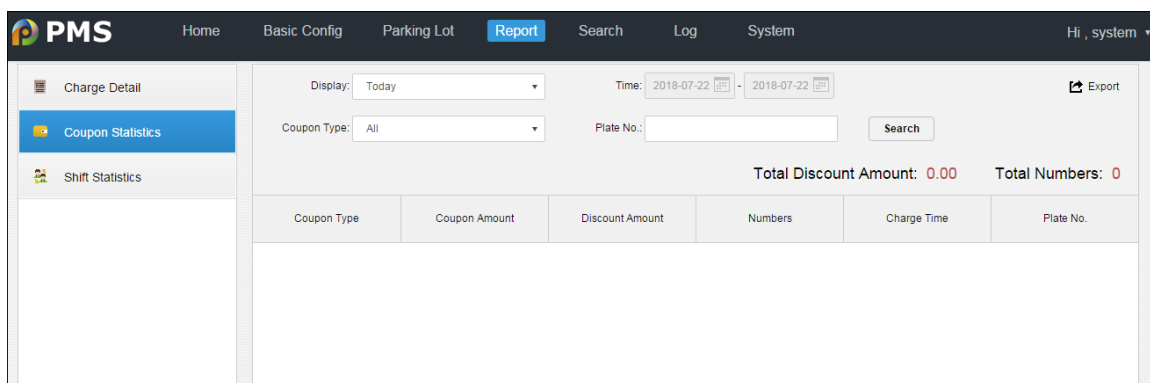 PMS Home Basic Config Parking Lot Report Search Log System Hi , system
Charge Detail
Coupon Statistics
Shift Statistics
Display: Today Time: 2018-07-22 - 2018-07-22 Export
Coupon Type: All Plate No.: Search
Total Discount Amount: 0.00 Total Numbers: 0
Coupon Type Coupon Amount Discount Amount Numbers Charge Time Plate No.